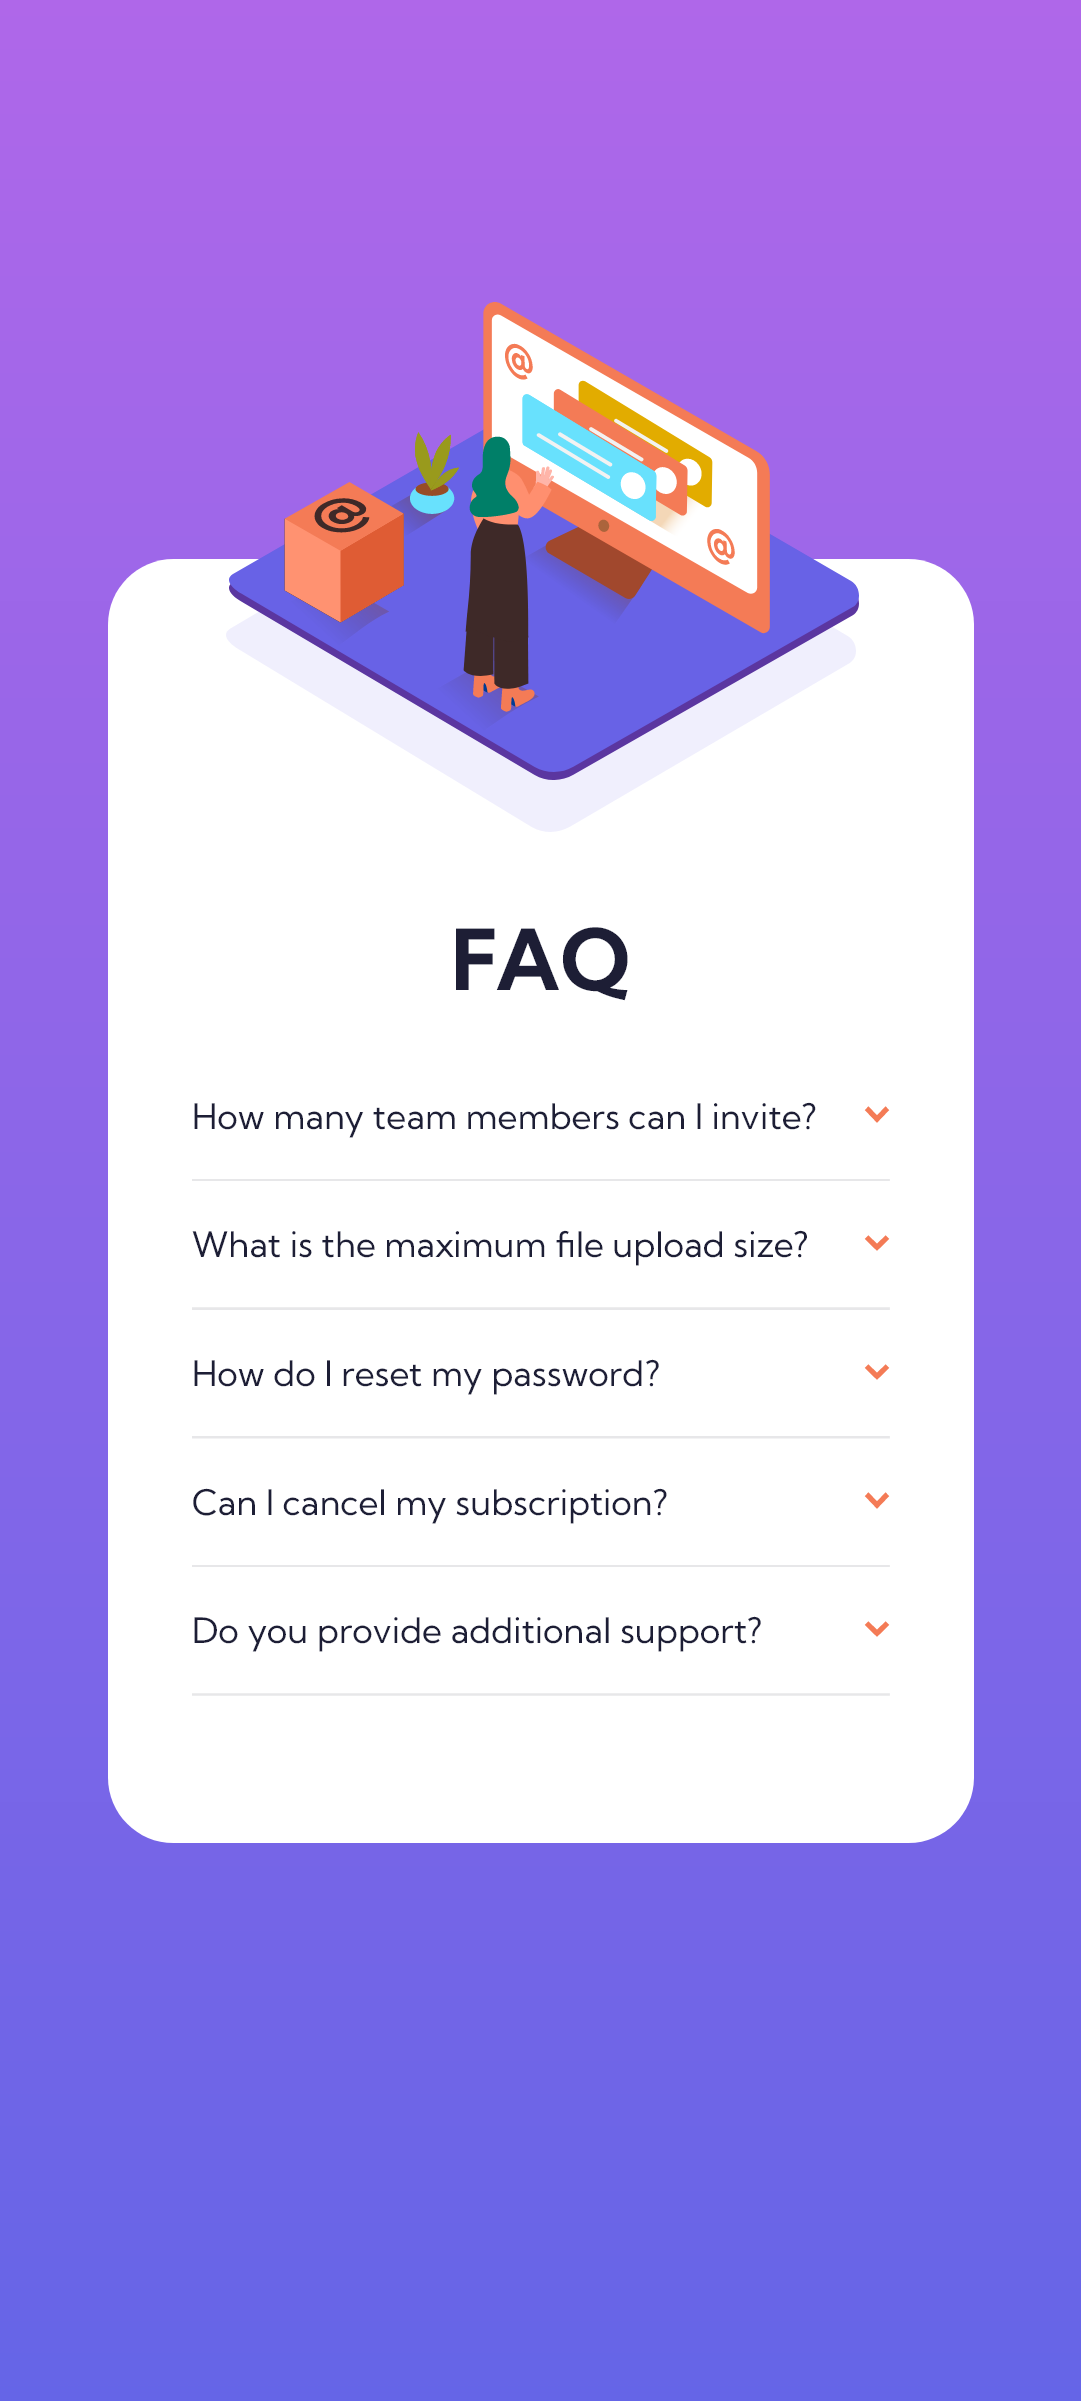 @
@
@
FAQ
How many team members can I invite?
What is the maximum file upload size?
How do I reset my password?
Can I cancel my subscription?
Do you provide additional support?